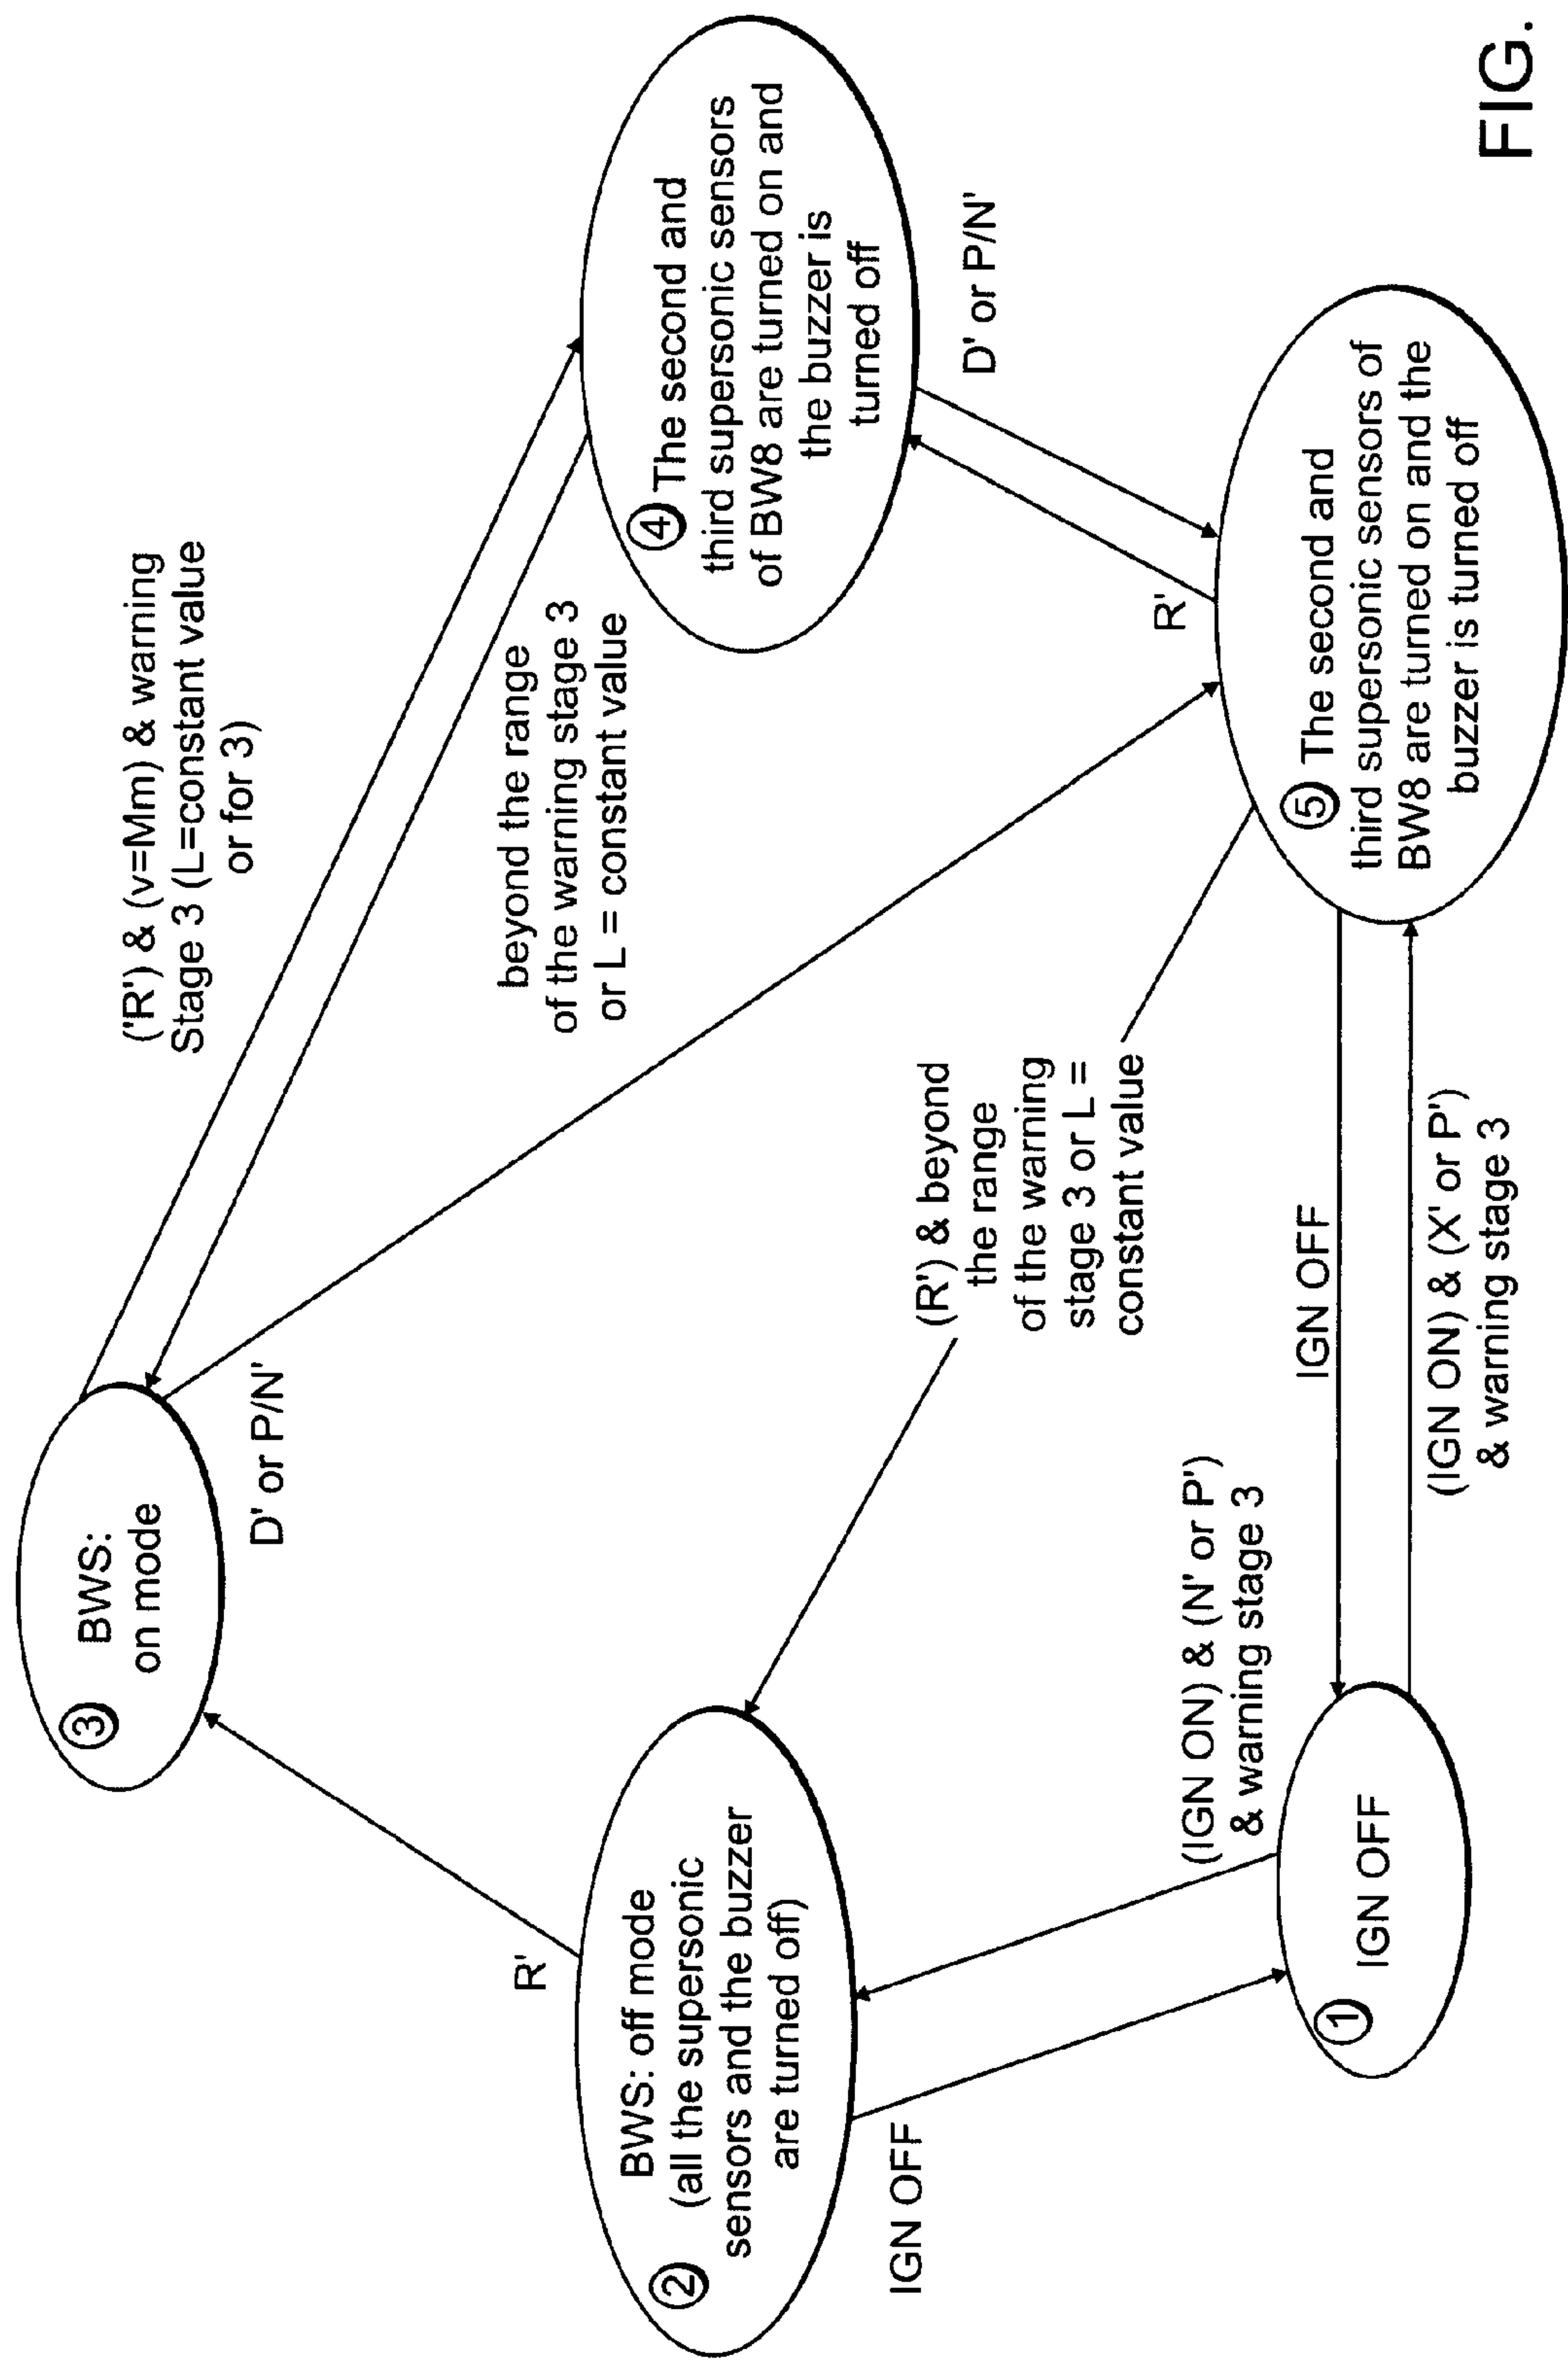 ③ BWS:
on mode
('R') & (v=Mm) & warning
Stage 3 (L=constant value
or for 3)
D' or P/N'
beyond the range
of the warning stage 3
or L = constant value
R'
② BWS: off mode
(all the supersonic
sensors and the buzzer
are turned off)
④ The second and
third supersonic sensors
of BW8 are turned on and
the buzzer is
turned off
IGN OFF
(R') & beyond
the range
of the warning
stage 3 or L =
constant value
D' or P/N'
R'
(IGN ON) & (N' or P')
& warning stage 3
IGN OFF
① IGN OFF
⑤ The second and
third supersonic sensors of
BW8 are turned on and the
buzzer is turned off
(IGN ON) & (X' or P')
& warning stage 3
FIG.